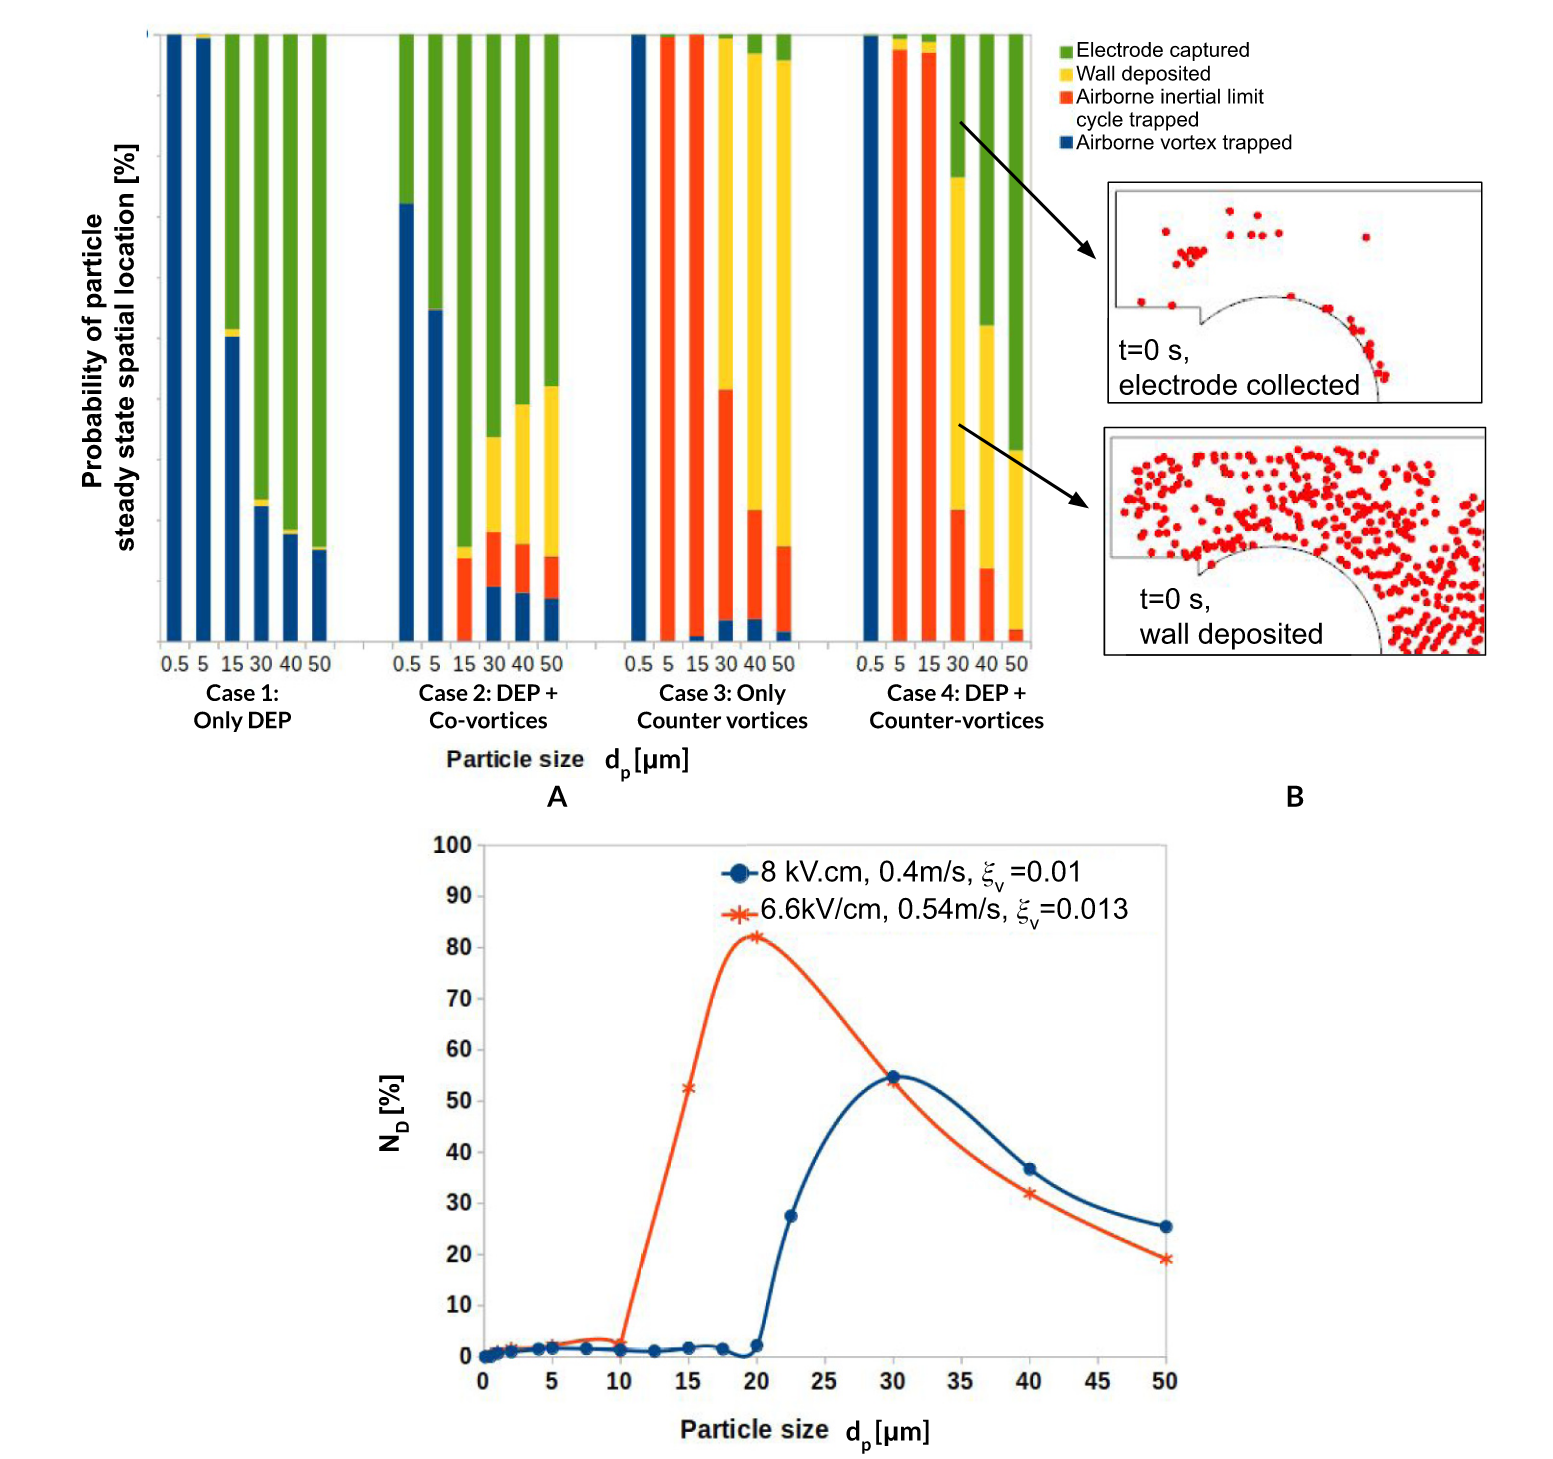 Probability of particle
steady state spatial location [%]
Electrode captured
Wall deposited
Airborne inertial limit
cycle trapped
Airborne vortex trapped
0.5 5 15 30 40 50
0.5 5 15 30 40 50
0.5 5 15 30 40 50
0.5 5 15 30 40 50
Case 1:
Only DEP
Case 2: DEP +
Co-vortices
Case 3: Only
Counter vortices
Case 4: DEP +
Counter-vortices
Particle size dp [µm]
t=0 s,
electrode collected
t=0 s,
wall deposited
A
B
8 kV.cm, 0.4m/s, ξv =0.01
6.6kV/cm, 0.54m/s, ξv=0.013
ND [%]
100
90
80
70
60
50
40
30
20
10
0
0 5 10 15 20 25 30 35 40 45 50
Particle size dp [µm]